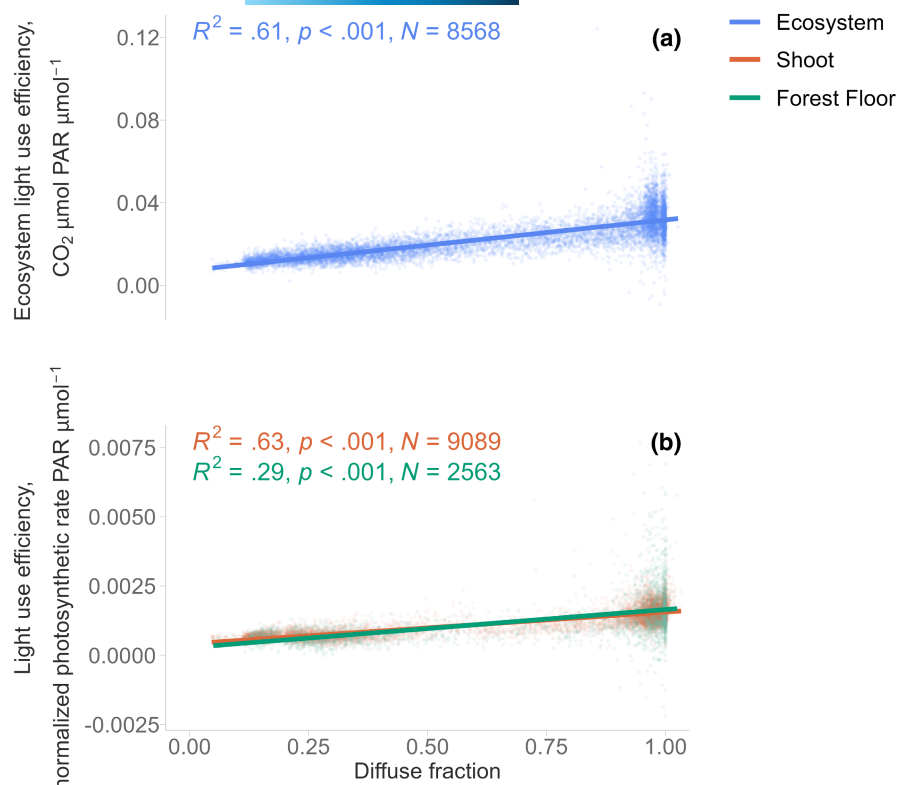 R² = .61, p < .001, N = 8568
(a)
Ecosystem
Shoot
Forest Floor
Ecosystem light use efficiency,
CO₂ μmol PAR μmol⁻¹
0.12
0.08
0.04
0.00
R² = .63, p < .001, N = 9089
R² = .29, p < .001, N = 2563
(b)
Light use efficiency,
normalized photosynthetic rate PAR μmol⁻¹
0.0075
0.0050
0.0025
0.0000
-0.0025
0.00 0.25 0.50 0.75 1.00
Diffuse fraction